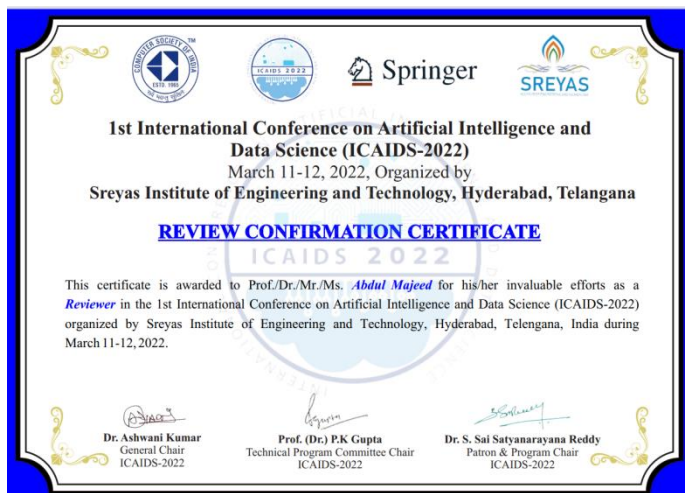 COMPUTER SOCIETY OF INDIA
TM
ESTD. 1965
ICAIDS 2022
Springer
SREYAS
1st International Conference on Artificial Intelligence and
Data Science (ICAIDS-2022)
March 11-12, 2022, Organized by
Sreyas Institute of Engineering and Technology, Hyderabad, Telangana
REVIEW CONFIRMATION CERTIFICATE
ICAIDS 2022
This certificate is awarded to Prof./Dr./Mr./Ms. Abdul Majeed for his/her invaluable efforts as a
Reviewer in the 1st International Conference on Artificial Intelligence and Data Science (ICAIDS-2022)
organized by Sreyas Institute of Engineering and Technology, Hyderabad, Telengana, India during
March 11-12, 2022.
Dr. Ashwani Kumar
General Chair
ICAIDS-2022
Prof. (Dr.) P.K Gupta
Technical Program Committee Chair
ICAIDS-2022
Dr. S. Sai Satyanarayana Reddy
Patron & Program Chair
ICAIDS-2022